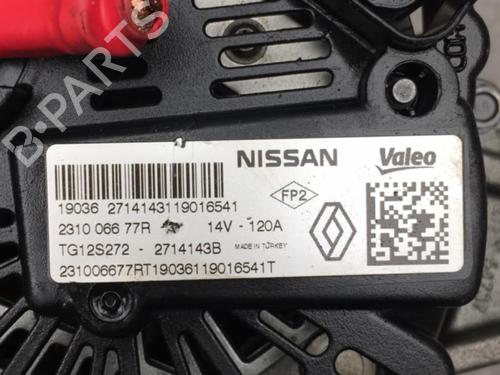 NISSAN
Valeo
19036 2714143119016541
FP2
2310 066 77R 14V - 120A
TG12S272 - 2714143B MADE IN TURKEY
231006677RT19036119016541T
B-PARTS